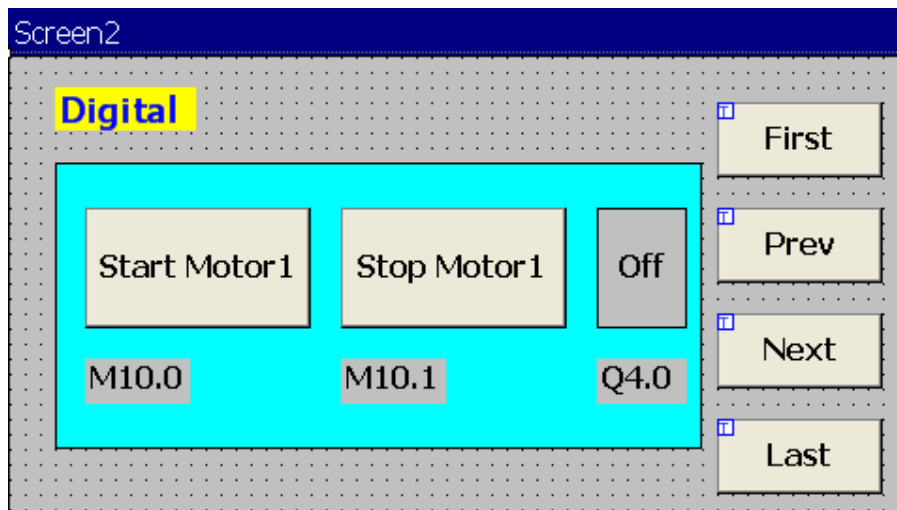 Screen2
Digital
First
Start Motor1 Stop Motor1 Off
Prev
M10.0 M10.1 Q4.0
Next
Last